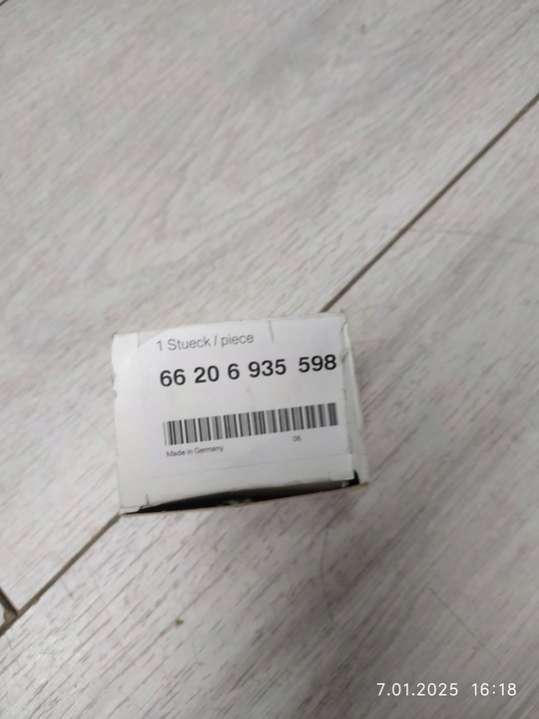 1 Stueck / piece
66 20 6 935 598
Made in Germany 06
7.01.2025 16:18